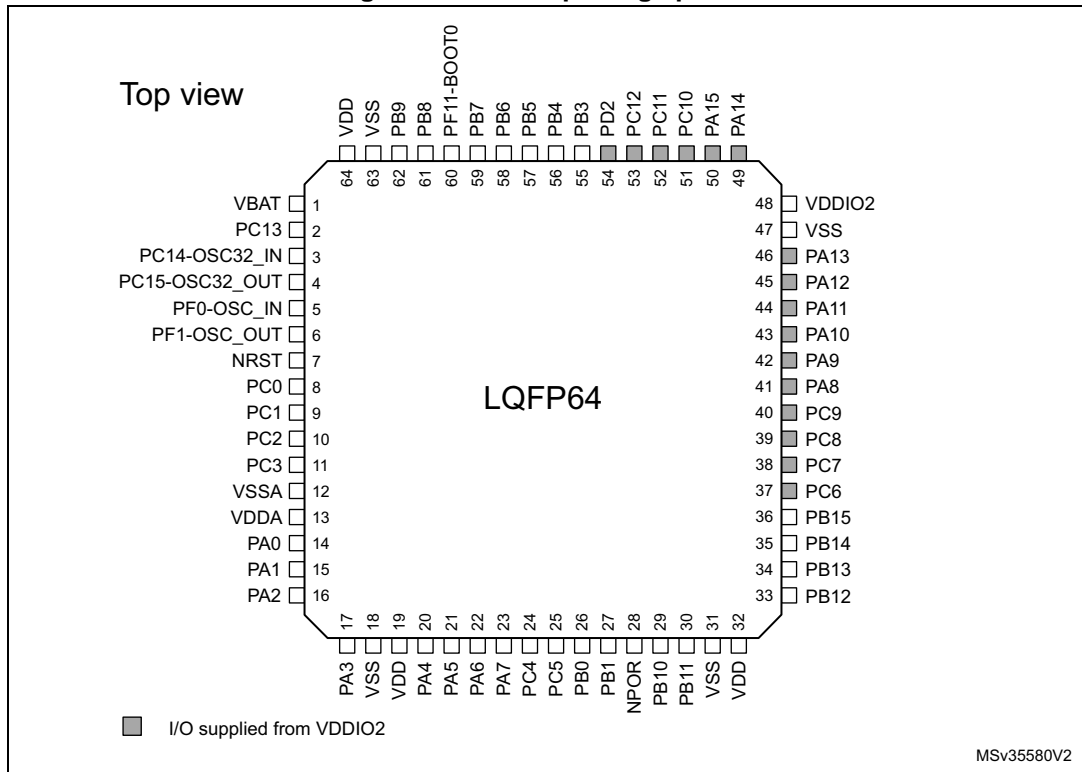 Top view
VDD
VSS
PB9
PB8
PF11-BOOT0
PB7
PB6
PB5
PB4
PB3
PD2
PC12
PC11
PC10
PA15
PA14
64
63
62
61
60
59
58
57
56
55
54
53
52
51
50
49
VBAT 1
PC13 2
PC14-OSC32_IN 3
PC15-OSC32_OUT 4
PF0-OSC_IN 5
PF1-OSC_OUT 6
NRST 7
PC0 8
PC1 9
PC2 10
PC3 11
VSSA 12
VDDA 13
PA0 14
PA1 15
PA2 16
LQFP64
48 VDDIO2
47 VSS
46 PA13
45 PA12
44 PA11
43 PA10
42 PA9
41 PA8
40 PC9
39 PC8
38 PC7
37 PC6
36 PB15
35 PB14
34 PB13
33 PB12
17
18
19
20
21
22
23
24
25
26
27
28
29
30
31
32
PA3
VSS
VDD
PA4
PA5
PA6
PA7
PC4
PC5
PB0
PB1
NPOR
PB10
PB11
VSS
VDD
I/O supplied from VDDIO2
MSv35580V2